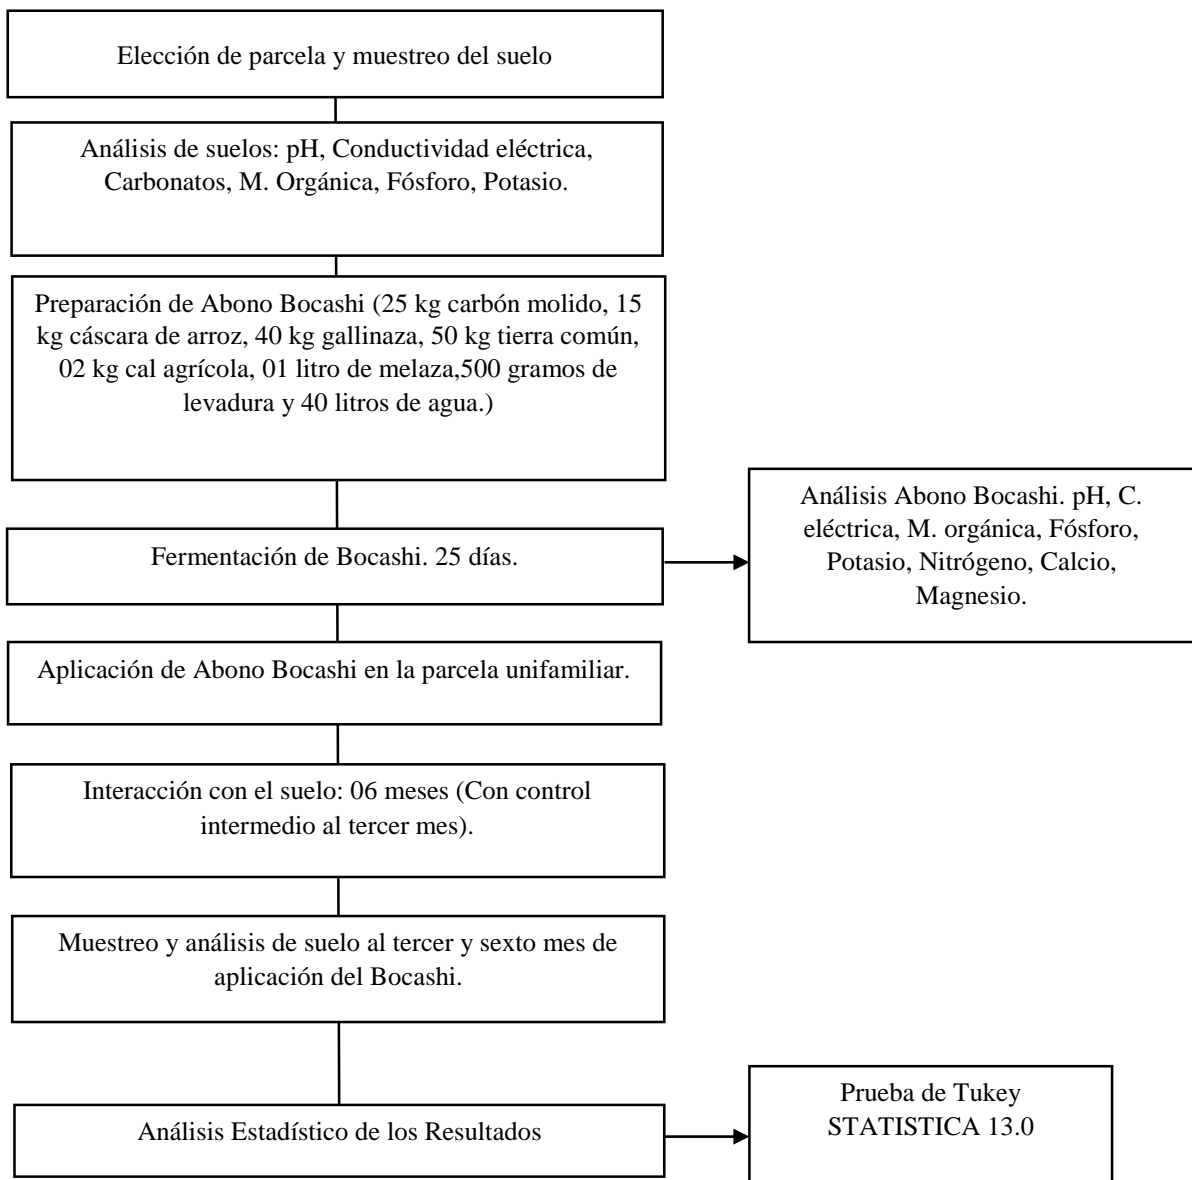 Elección de parcela y muestreo del suelo
Análisis de suelos: pH, Conductividad eléctrica,
Carbonatos, M. Orgánica, Fósforo, Potasio.
Preparación de Abono Bocashi (25 kg carbón molido, 15
kg cáscara de arroz, 40 kg gallinaza, 50 kg tierra común,
02 kg cal agrícola, 01 litro de melaza,500 gramos de
levadura y 40 litros de agua.)
Fermentación de Bocashi. 25 días.
Análisis Abono Bocashi. pH, C.
eléctrica, M. orgánica, Fósforo,
Potasio, Nitrógeno, Calcio,
Magnesio.
Aplicación de Abono Bocashi en la parcela unifamiliar.
Interacción con el suelo: 06 meses (Con control
intermedio al tercer mes).
Muestreo y análisis de suelo al tercer y sexto mes de
aplicación del Bocashi.
Análisis Estadístico de los Resultados
Prueba de Tukey
STATISTICA 13.0